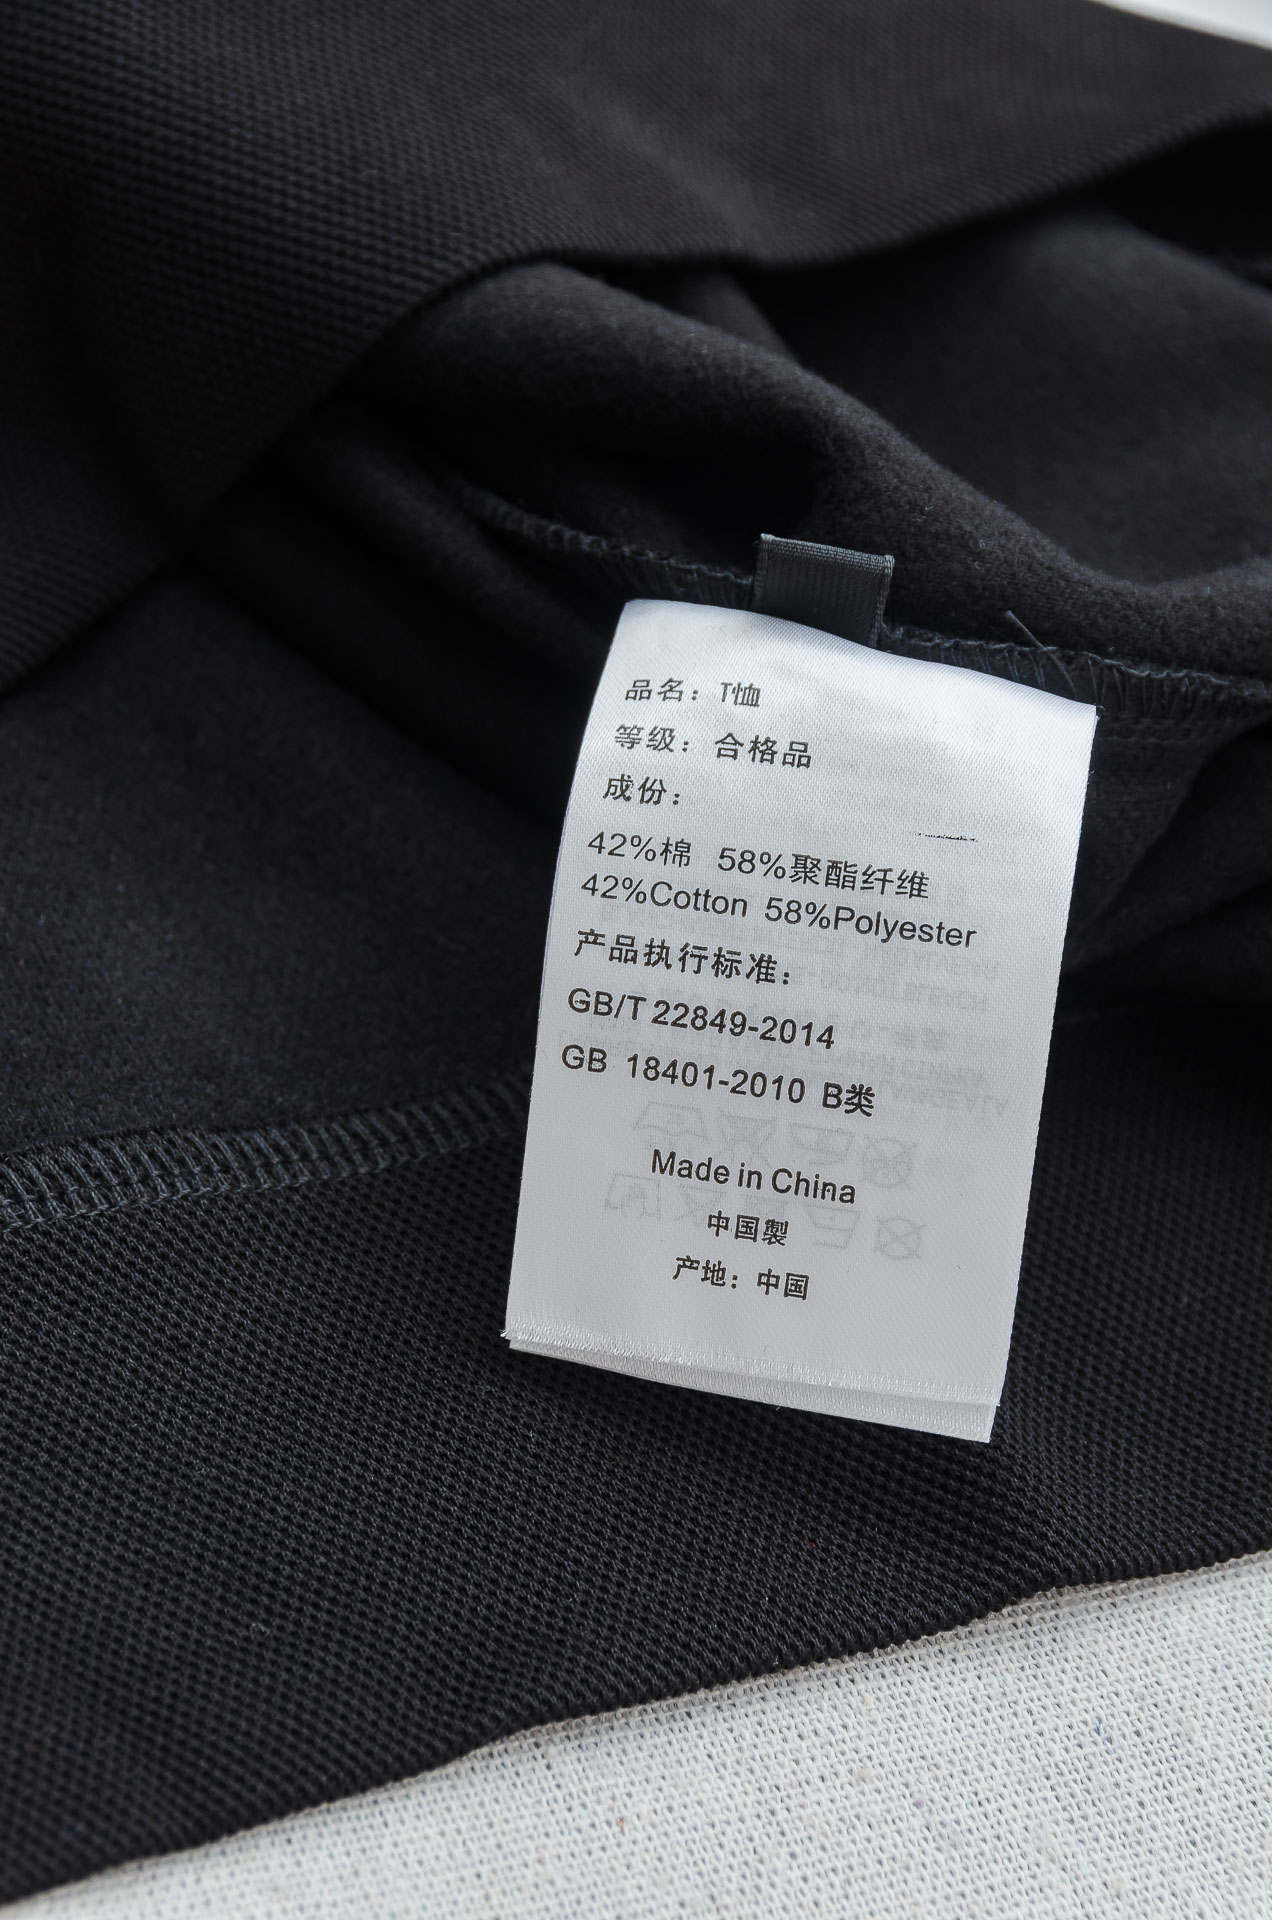 品名：T恤
等级：合格品
成份：
42%棉 58%聚酯纤维
42%Cotton 58%Polyester
产品执行标准：
GB/T 22849-2014
GB 18401-2010 B类
Made in China
中国製
产地：中国